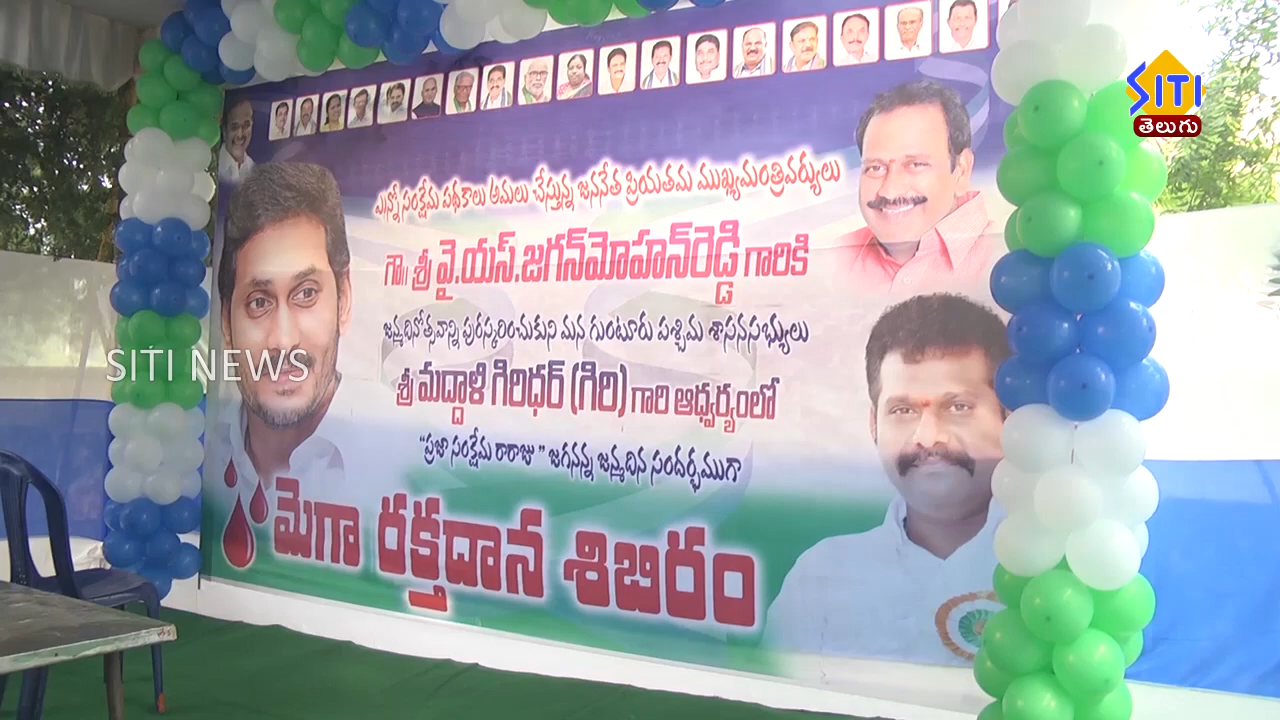 SITI
తెలుగు
ఎన్నో సంక్షేమ పథకాలు అమలు చేస్తున్న జననేత ప్రియతమ ముఖ్యమంత్రివర్యులు
గౌ॥ శ్రీ వై.యస్.జగన్‌మోహన్‌రెడ్డి గారికి
జన్మదినోత్సవాన్ని పురస్కరించుకుని మన గుంటూరు పశ్చిమ శాసనసభ్యులు
శ్రీ మద్దాళి గిరిధర్ (గిరి) గారి ఆధ్వర్యంలో
"ప్రజా సంక్షేమ రారాజు" జగనన్న జన్మదిన సందర్భముగా
మెగా రక్తదాన శిబిరం
SITI NEWS